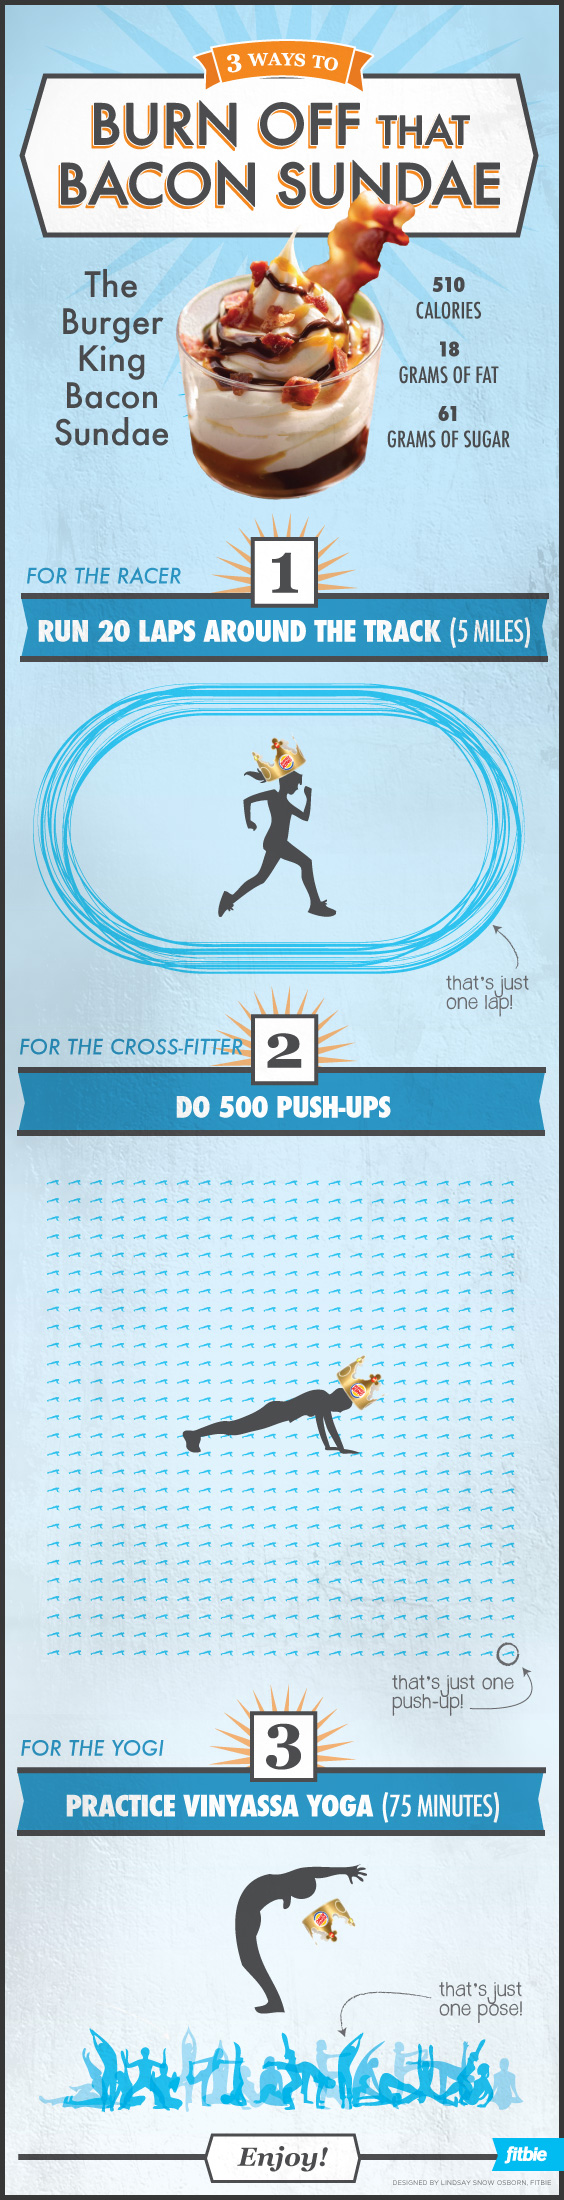 3 WAYS TO
BURN OFF THAT
BACON SUNDAE
The
Burger
King
Bacon
Sundae
510
CALORIES
18
GRAMS OF FAT
61
GRAMS OF SUGAR
1
FOR THE RACER
RUN 20 LAPS AROUND THE TRACK (5 MILES)
that's just
one lap!
2
FOR THE CROSS-FITTER
DO 500 PUSH-UPS
that's just one
push-up!
3
FOR THE YOGI
PRACTICE VINYASSA YOGA (75 MINUTES)
that's just
one pose!
Enjoy!
fitbie
DESIGNED BY LINDSAY SNOW OSBORN, FITBIE